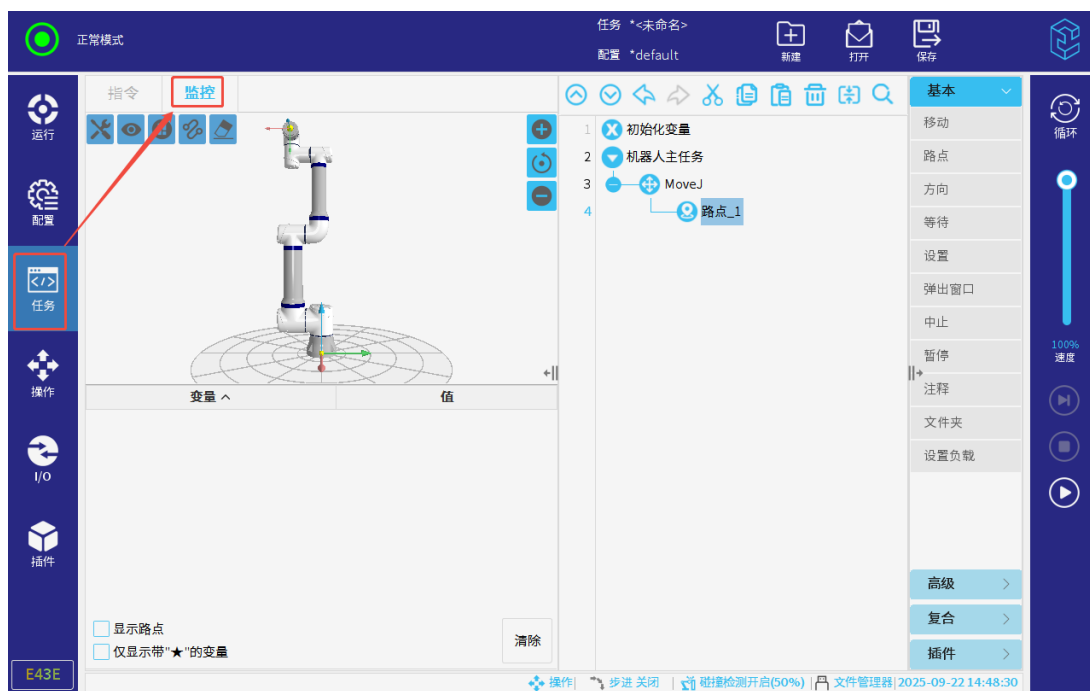 正常模式
任务 *<未命名>
配置 *default
新建
打开
保存
运行
配置
任务
操作
I/O
插件
E43E
指令
监控
变量
值
显示路点
仅显示带"★"的变量
清除
1 初始化变量
2 机器人主任务
3 MoveJ
4 路点_1
基本
移动
路点
方向
等待
设置
弹出窗口
中止
暂停
注释
文件夹
设置负载
高级
复合
插件
循环
100%
速度
操作
步进 关闭
碰撞检测开启(50%)
文件管理器
2025-09-22 14:48:30